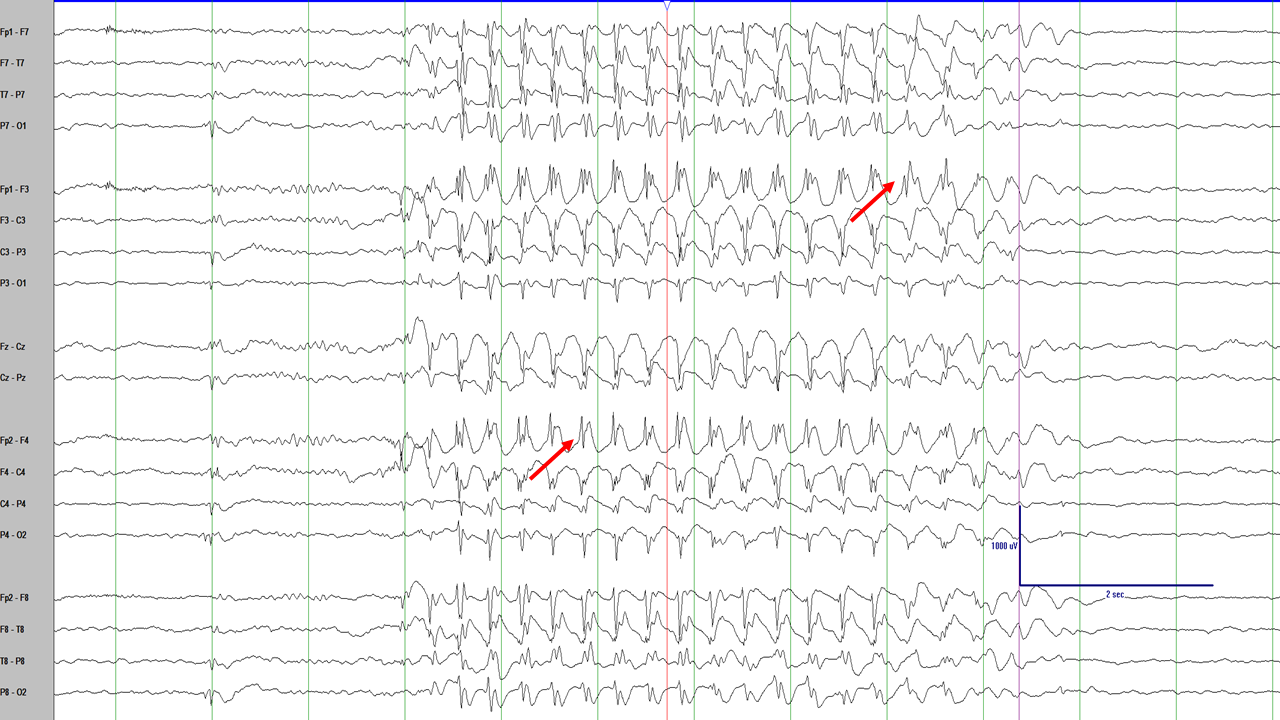 Fp1 - F7
F7 - T7
T7 - P7
P7 - O1
Fp1 - F3
F3 - C3
C3 - P3
P3 - O1
Fz - Cz
Cz - Pz
Fp2 - F4
F4 - C4
C4 - P4
P4 - O2
1000 uV
2 sec
Fp2 - F8
F8 - T8
T8 - P8
P8 - O2